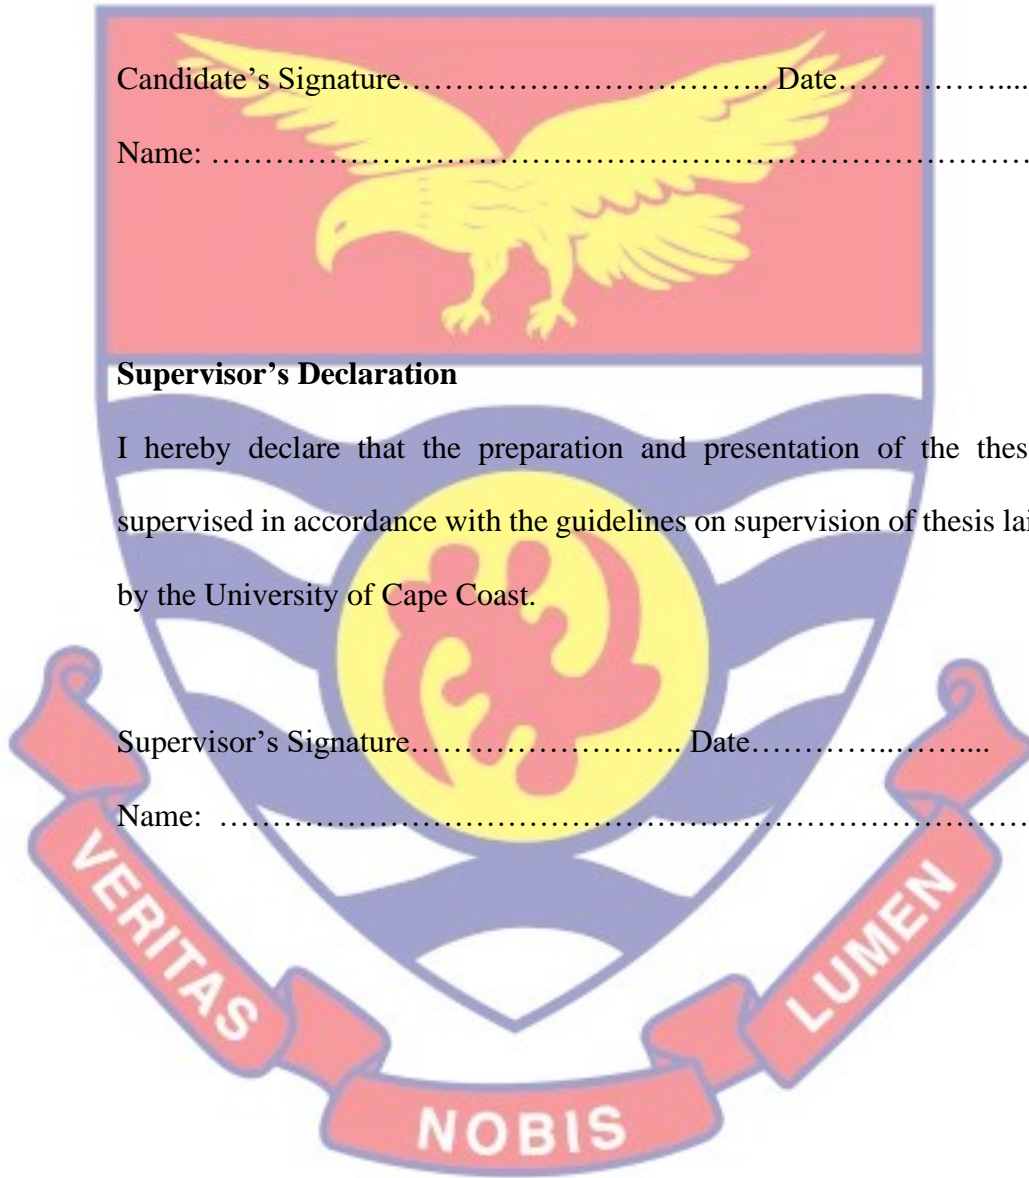 Candidate’s Signature…………………………….. Date……………....
Name: ……………………………………………………………………
Supervisor’s Declaration
I hereby declare that the preparation and presentation of the thes
supervised in accordance with the guidelines on supervision of thesis lai
by the University of Cape Coast.
Supervisor’s Signature…………………….. Date…………..……....
Name: ……………………………………………………………………
VERITAS
NOBIS
LUMEN